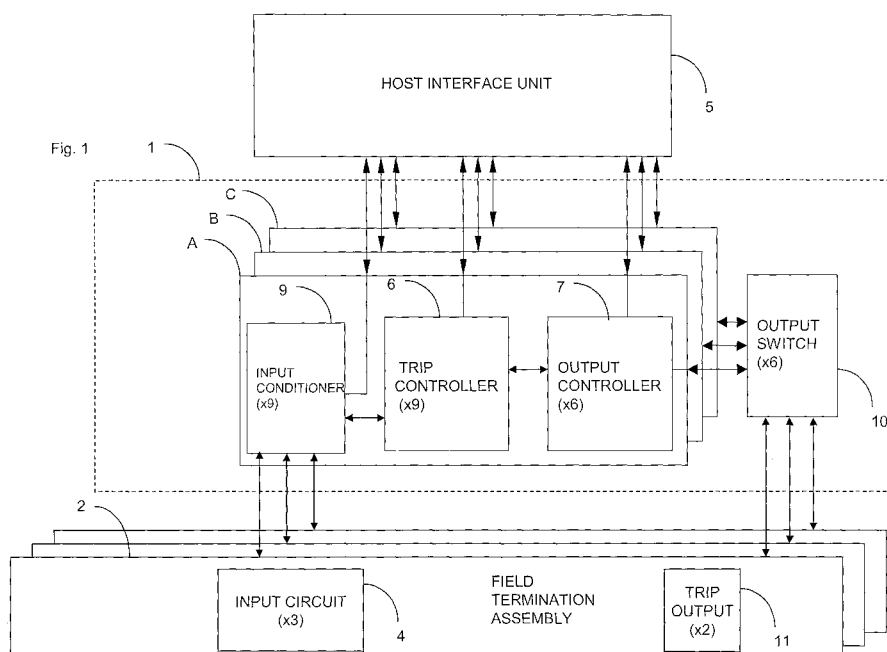 HOST INTERFACE UNIT
5
Fig. 1
1
C
B
A
9
6
7
INPUT
CONDITIONER
(x9)
TRIP
CONTROLLER
(x9)
OUTPUT
CONTROLLER
(x6)
OUTPUT
SWITCH
(x6)
10
2
INPUT CIRCUIT
(x3)
4
FIELD
TERMINATION
ASSEMBLY
TRIP
OUTPUT
(x2)
11